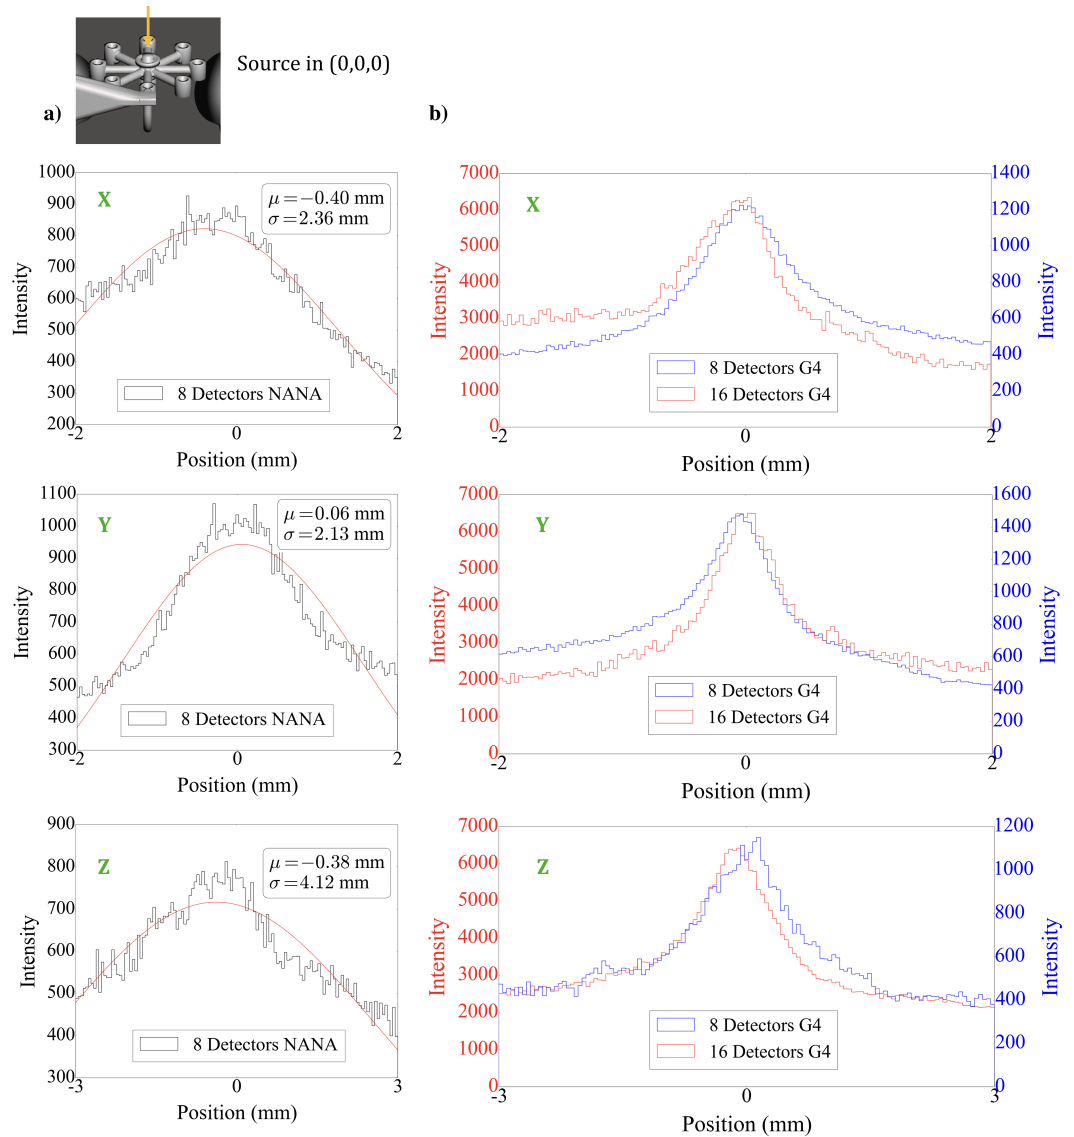 Source in (0,0,0)
a)
b)
1000
900
800
700
600
500
400
300
200
Intensity
X
μ=−0.40 mm
σ=2.36 mm
8 Detectors NANA
-2
0
2
Position (mm)
7000
6000
5000
4000
3000
2000
1000
0
Intensity
X
8 Detectors G4
16 Detectors G4
1400
1200
1000
800
600
400
200
0
Intensity
-2
0
2
Position (mm)
1100
1000
900
800
700
600
500
400
300
Intensity
Y
μ=0.06 mm
σ=2.13 mm
8 Detectors NANA
-2
0
2
Position (mm)
7000
6000
5000
4000
3000
2000
1000
0
Intensity
Y
8 Detectors G4
16 Detectors G4
1600
1400
1200
1000
800
600
400
200
0
Intensity
-2
0
2
Position (mm)
900
800
700
600
500
400
300
Intensity
Z
μ=−0.38 mm
σ=4.12 mm
8 Detectors NANA
-3
0
3
Position (mm)
7000
6000
5000
4000
3000
2000
1000
0
Intensity
Z
8 Detectors G4
16 Detectors G4
1200
1000
800
600
400
200
0
Intensity
-3
0
3
Position (mm)